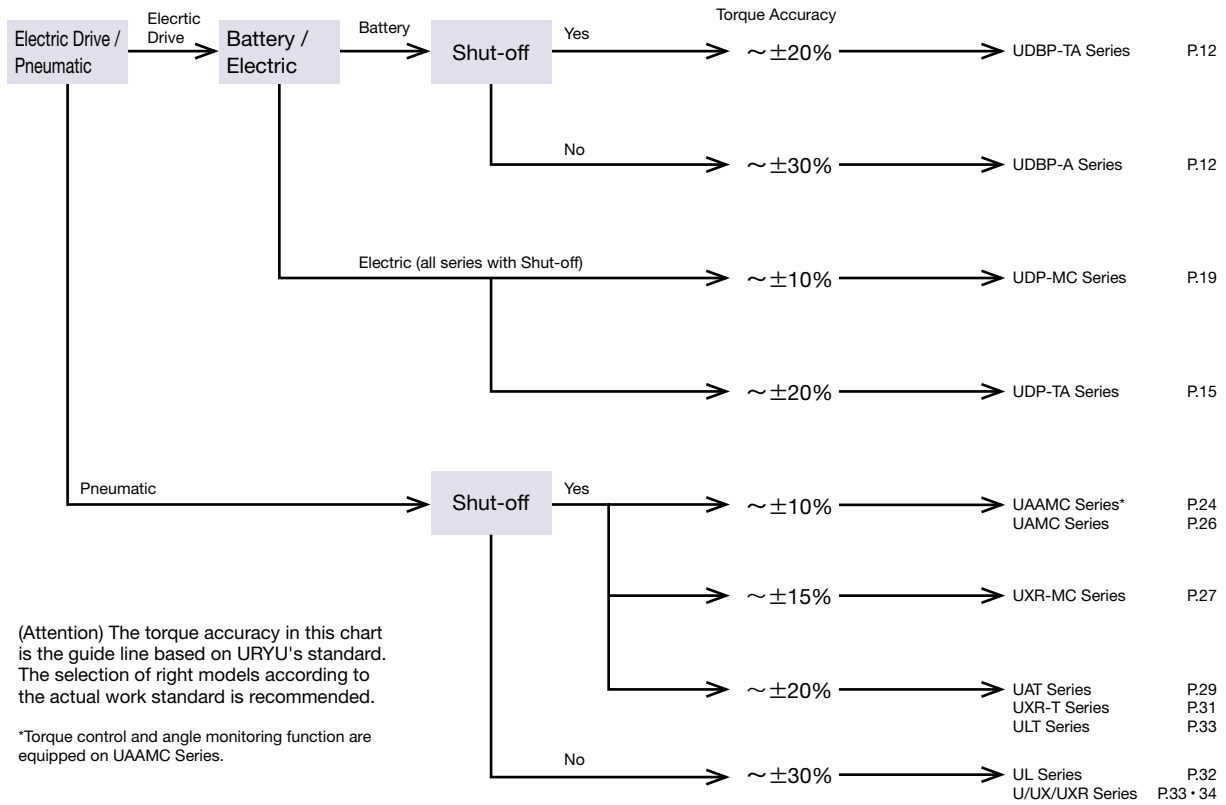 Torque Accuracy
Electric Drive /
Pneumatic
Elecrtic
Drive
Battery /
Electric
Battery
Shut-off
Yes
～±20%
UDBP-TA Series P.12
No
～±30%
UDBP-A Series P.12
Electric (all series with Shut-off)
～±10%
UDP-MC Series P.19
～±20%
UDP-TA Series P.15
Pneumatic
Shut-off
Yes
～±10%
UAAMC Series* P.24
UAMC Series P.26
～±15%
UXR-MC Series P.27
～±20%
UAT Series P.29
UXR-T Series P.31
ULT Series P.33
No
～±30%
UL Series P.32
U/UX/UXR Series P.33・34
(Attention) The torque accuracy in this chart
is the guide line based on URYU's standard.
The selection of right models according to
the actual work standard is recommended.
*Torque control and angle monitoring function are
equipped on UAAMC Series.